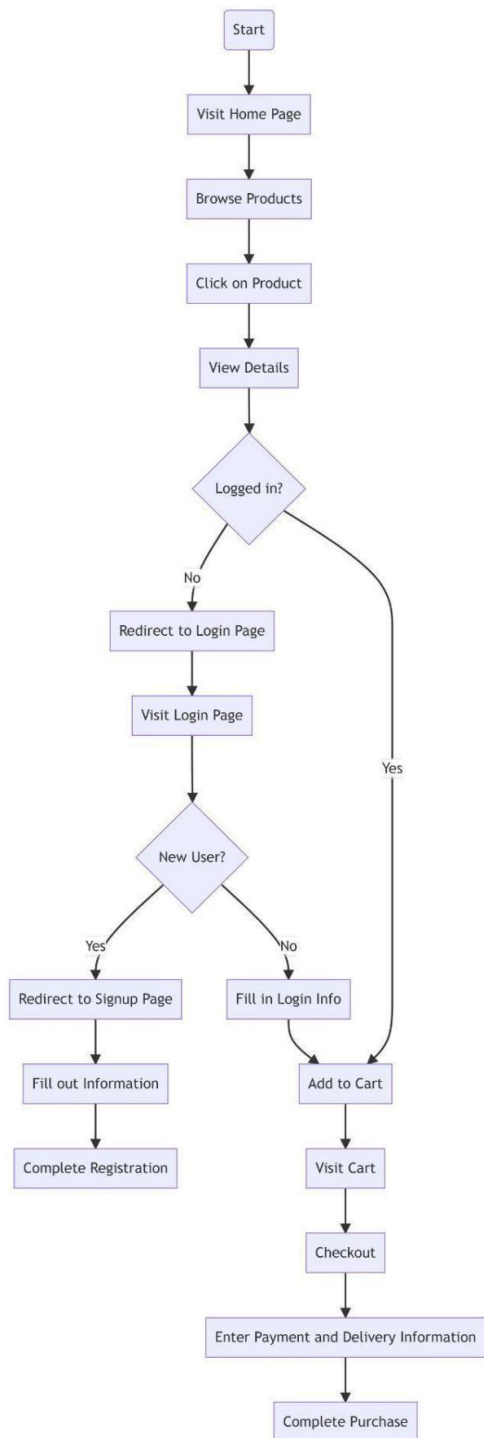 Start
Visit Home Page
Browse Products
Click on Product
View Details
Logged in?
No
Redirect to Login Page
Visit Login Page
Yes
New User?
Yes
No
Redirect to Signup Page
Fill in Login Info
Fill out Information
Add to Cart
Complete Registration
Visit Cart
Checkout
Enter Payment and Delivery Information
Complete Purchase